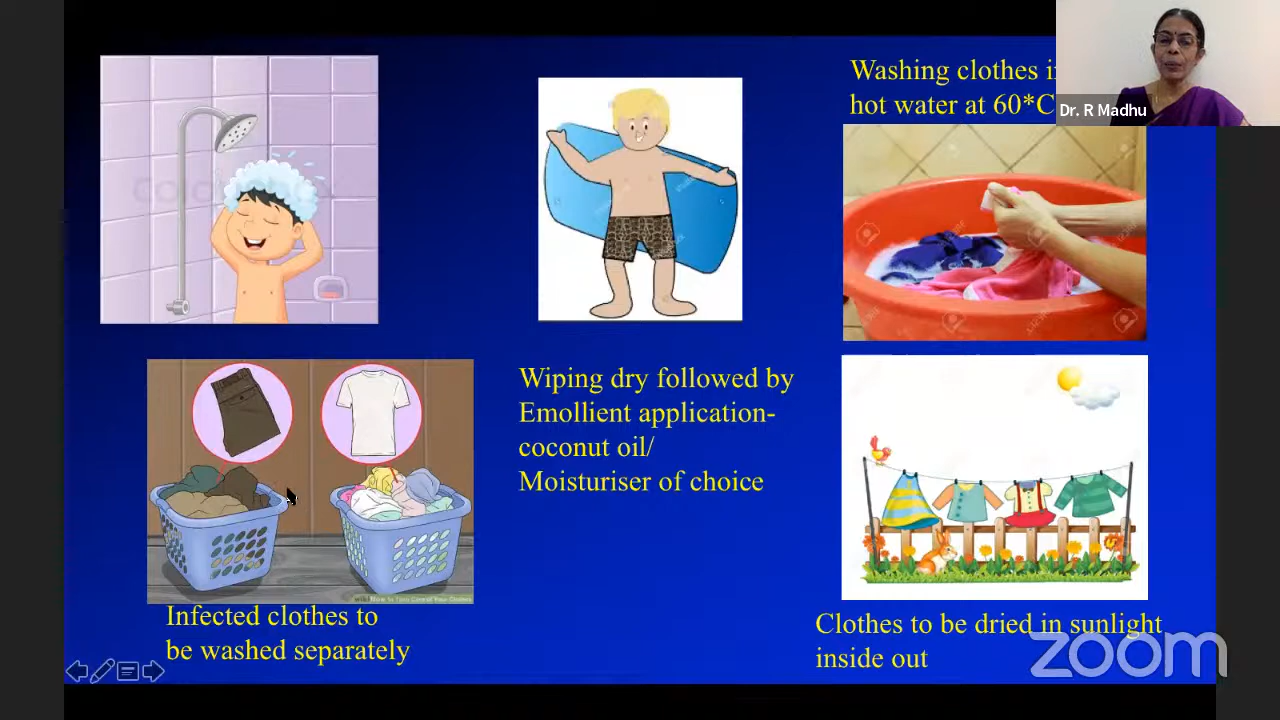 Washing clothes
hot water at 60*C
Dr. R Madhu
Wiping dry followed by
Emollient application-
coconut oil/
Moisturiser of choice
Infected clothes to
be washed separately
Clothes to be dried in sunlight
inside out
zoom